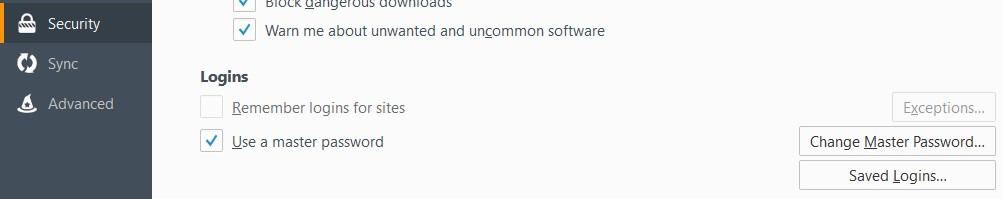 Block dangerous downloads
Security
Warn me about unwanted and uncommon software
Sync
Logins
Advanced
Remember logins for sites
Exceptions...
Use a master password
Change Master Password...
Saved Logins...